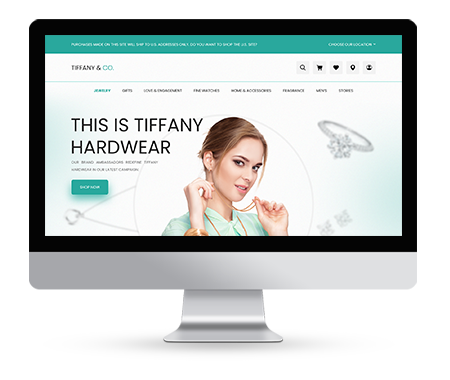 PURCHASES MADE ON THIS SITE WILL SHIP TO U.S. ADDRESSES ONLY. DO YOU WANT TO SHOP THE U.S. SITE?
CHOOSE OUR LOCATION
TIFFANY & CO.
JEWELRY GIFTS LOVE & ENGAGEMENT FINE WATCHES HOME & ACCESSORIES FRAGRANCE MEN'S STORIES
THIS IS TIFFANY
HARDWEAR
OUR BRAND AMBASSADORS REDEFINE TIFFANY
HARDWEAR IN OUR LATEST CAMPAIGN.
SHOP NOW